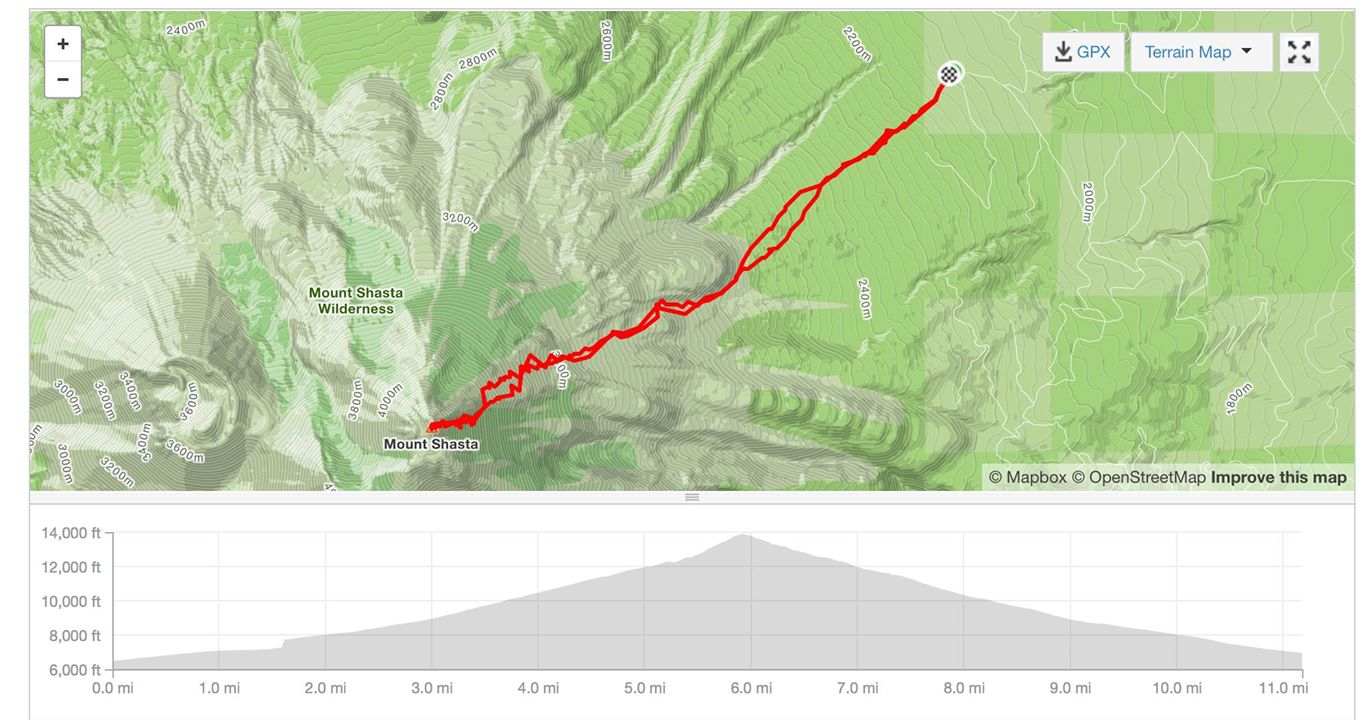 +
−
GPX
Terrain Map
2400m
2600m
2200m
2800m
2800m
3200m
2000m
Mount Shasta
Wilderness
2400m
3000m
3200m
3400m
3600m
3800m
4000m
1800m
3400m
3600m
3000m
3200m
Mount Shasta
© Mapbox © OpenStreetMap Improve this map
14,000 ft
12,000 ft
10,000 ft
8,000 ft
6,000 ft
0.0 mi 1.0 mi 2.0 mi 3.0 mi 4.0 mi 5.0 mi 6.0 mi 7.0 mi 8.0 mi 9.0 mi 10.0 mi 11.0 mi